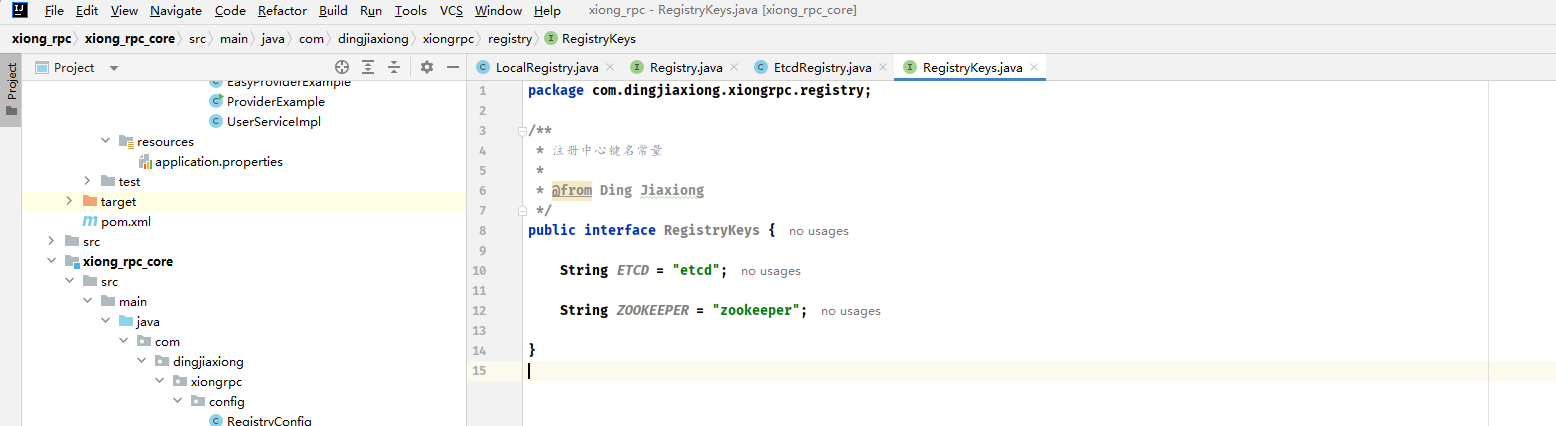 File Edit View Navigate Code Refactor Build Run Tools VCS Window Help xiong_rpc - RegistryKeys.java [xiong_rpc_core]
xiong_rpc xiong_rpc_core src main java com dingjiaxiong xiongrpc registry RegistryKeys
Project
Project
LocalRegistry.java Registry.java EtcdRegistry.java RegistryKeys.java
EasyProviderExample
ProviderExample
UserServiceImpl
resources
application.properties
test
target
pom.xml
src
xiong_rpc_core
src
main
java
com
dingjiaxiong
xiongrpc
config
RegistryConfig
1 package com.dingjiaxiong.xiongrpc.registry;
2
3 /**
4 * 注册中心键名常量
5 *
6 * @from Ding Jiaxiong
7 */
8 public interface RegistryKeys { no usages
9
10 String ETCD = "etcd"; no usages
11
12 String ZOOKEEPER = "zookeeper"; no usages
13
14 }
15